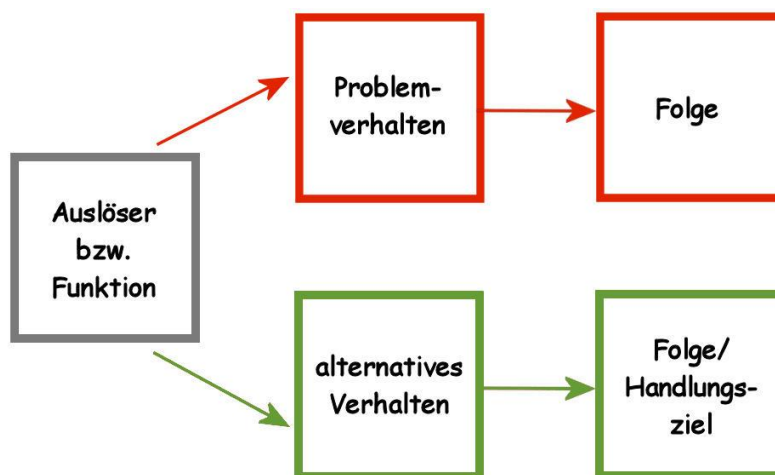 Problem-
verhalten
Folge
Auslöser
bzw.
Funktion
alternatives
Verhalten
Folge/
Handlungs-
ziel